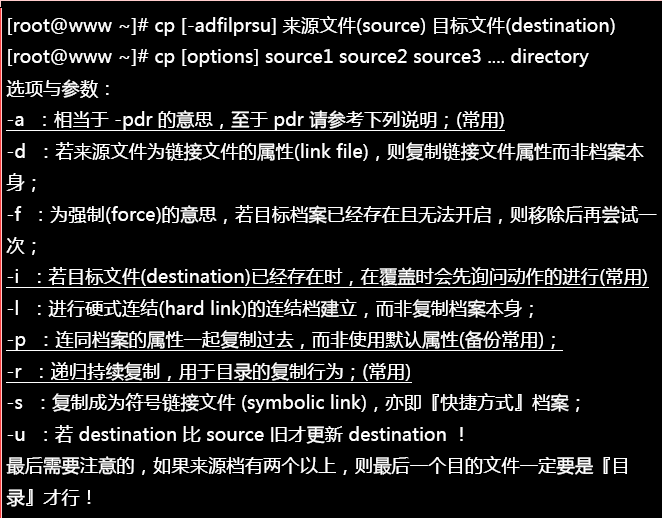 [root@www ~]# cp [-adfilprsu] 来源文件(source) 目标文件(destination)
[root@www ~]# cp [options] source1 source2 source3 .... directory
选项与参数：
-a ：相当于 -pdr 的意思，至于 pdr 请参考下列说明；(常用)
-d ：若来源文件为链接文件的属性(link file)，则复制链接文件属性而非档案本
身；
-f ：为强制(force)的意思，若目标档案已经存在且无法开启，则移除后再尝试一
次；
-i ：若目标文件(destination)已经存在时，在覆盖时会先询问动作的进行(常用)
-l ：进行硬式连结(hard link)的连结档建立，而非复制档案本身；
-p ：连同档案的属性一起复制过去，而非使用默认属性(备份常用)；
-r ：递归持续复制，用于目录的复制行为；(常用)
-s ：复制成为符号链接文件 (symbolic link)，亦即『快捷方式』档案；
-u ：若 destination 比 source 旧才更新 destination ！
最后需要注意的，如果来源档有两个以上，则最后一个目的文件一定要是『目
录』才行！